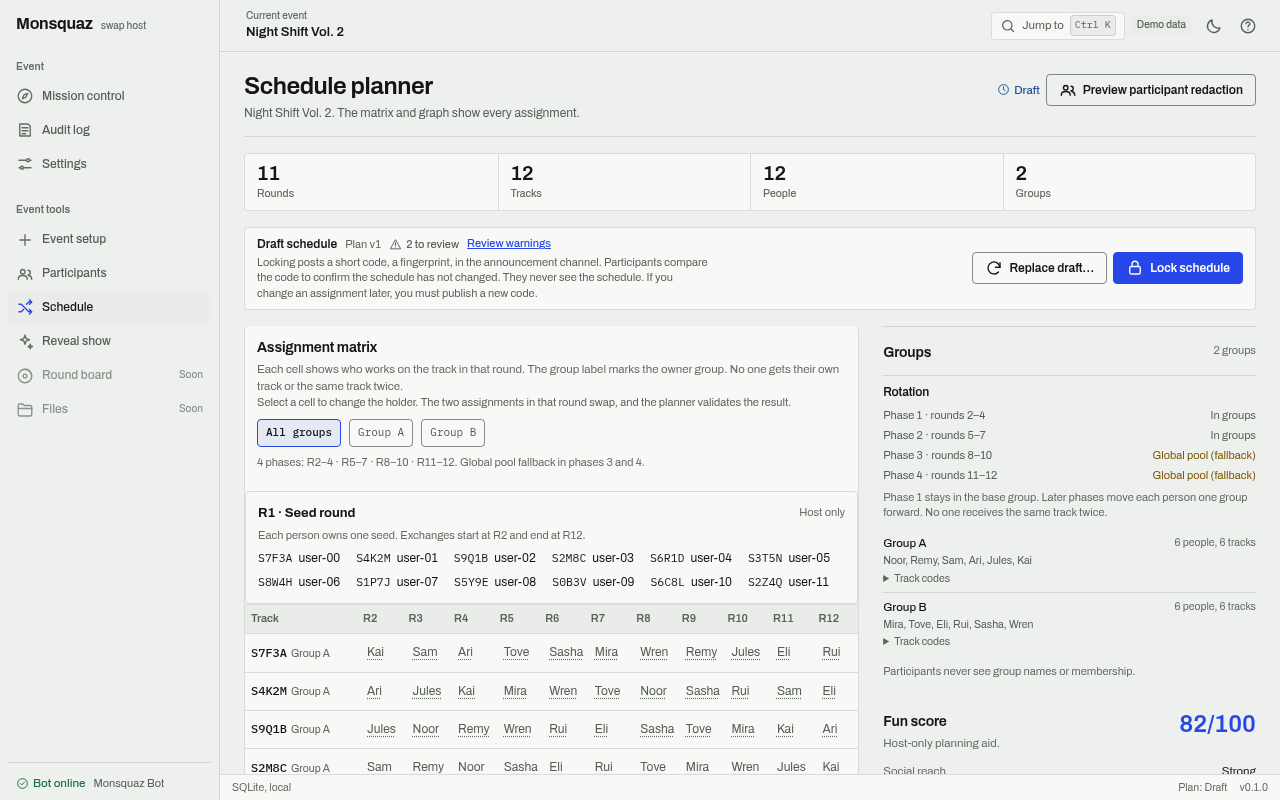 Monsquaz swap host
Event
Mission control
Audit log
Settings
Event tools
Event setup
Participants
Schedule
Reveal show
Round board Soon
Files Soon
Bot online Monsquaz Bot
Current event
Night Shift Vol. 2
Jump to Ctrl K
Demo data
Schedule planner
Night Shift Vol. 2. The matrix and graph show every assignment.
Draft
Preview participant redaction
11
Rounds
12
Tracks
12
People
2
Groups
Draft schedule Plan v1 2 to review Review warnings
Locking posts a short code, a fingerprint, in the announcement channel. Participants compare
the code to confirm the schedule has not changed. They never see the schedule. If you
change an assignment later, you must publish a new code.
Replace draft…
Lock schedule
Assignment matrix
Each cell shows who works on the track in that round. The group label marks the owner group. No one gets their own
track or the same track twice.
Select a cell to change the holder. The two assignments in that round swap, and the planner validates the result.
All groups Group A Group B
4 phases: R2–4 · R5–7 · R8–10 · R11–12. Global pool fallback in phases 3 and 4.
R1 · Seed round Host only
Each person owns one seed. Exchanges start at R2 and end at R12.
S7F3A user-00 S4K2M user-01 S9Q1B user-02 S2M8C user-03 S6R1D user-04 S3T5N user-05
S8W4H user-06 S1P7J user-07 S5Y9E user-08 S0B3V user-09 S6C8L user-10 S2Z4Q user-11
Track R2 R3 R4 R5 R6 R7 R8 R9 R10 R11 R12
S7F3A Group A Kai Sam Ari Tove Sasha Mira Wren Remy Jules Eli Rui
S4K2M Group A Ari Jules Kai Mira Wren Tove Noor Sasha Rui Sam Eli
S9Q1B Group A Jules Noor Remy Wren Rui Eli Sasha Tove Mira Kai Ari
S2M8C Group A Sam Remy Noor Sasha Eli Rui Tove Mira Wren Jules Kai
Groups 2 groups
Rotation
Phase 1 · rounds 2–4 In groups
Phase 2 · rounds 5–7 In groups
Phase 3 · rounds 8–10 Global pool (fallback)
Phase 4 · rounds 11–12 Global pool (fallback)
Phase 1 stays in the base group. Later phases move each person one group
forward. No one receives the same track twice.
Group A 6 people, 6 tracks
Noor, Remy, Sam, Ari, Jules, Kai
Track codes
Group B 6 people, 6 tracks
Mira, Tove, Eli, Rui, Sasha, Wren
Track codes
Participants never see group names or membership.
Fun score 82/100
Host-only planning aid.
Social reach Strong
SQLite, local
Plan: Draft v0.1.0